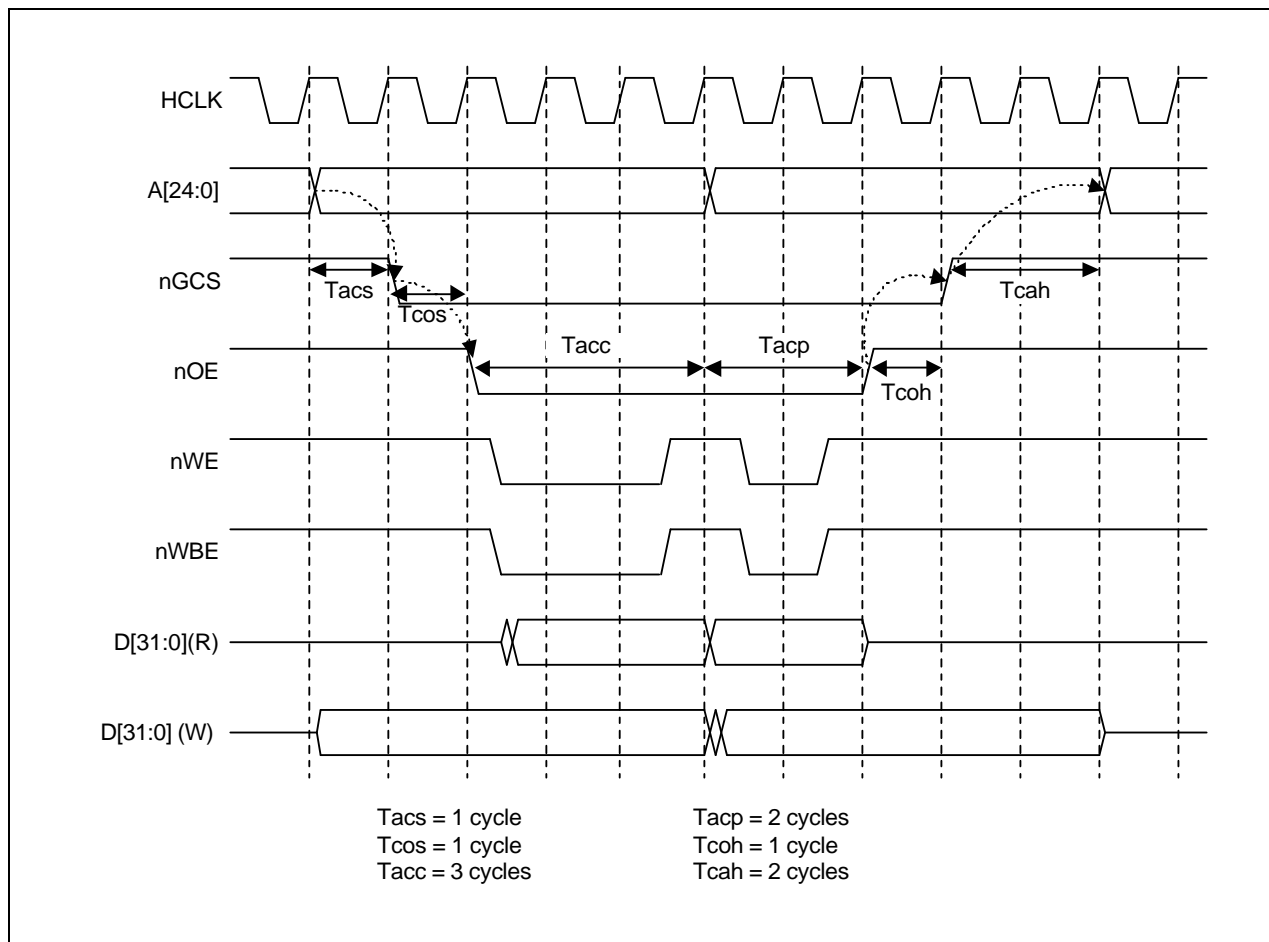 HCLK
A[24:0]
nGCS
Tacs
Tcos
Tcah
nOE
Tacc
Tacp
Tcoh
nWE
nWBE
D[31:0](R)
D[31:0] (W)
Tacs = 1 cycle
Tcos = 1 cycle
Tacc = 3 cycles
Tacp = 2 cycles
Tcoh = 1 cycle
Tcah = 2 cycles